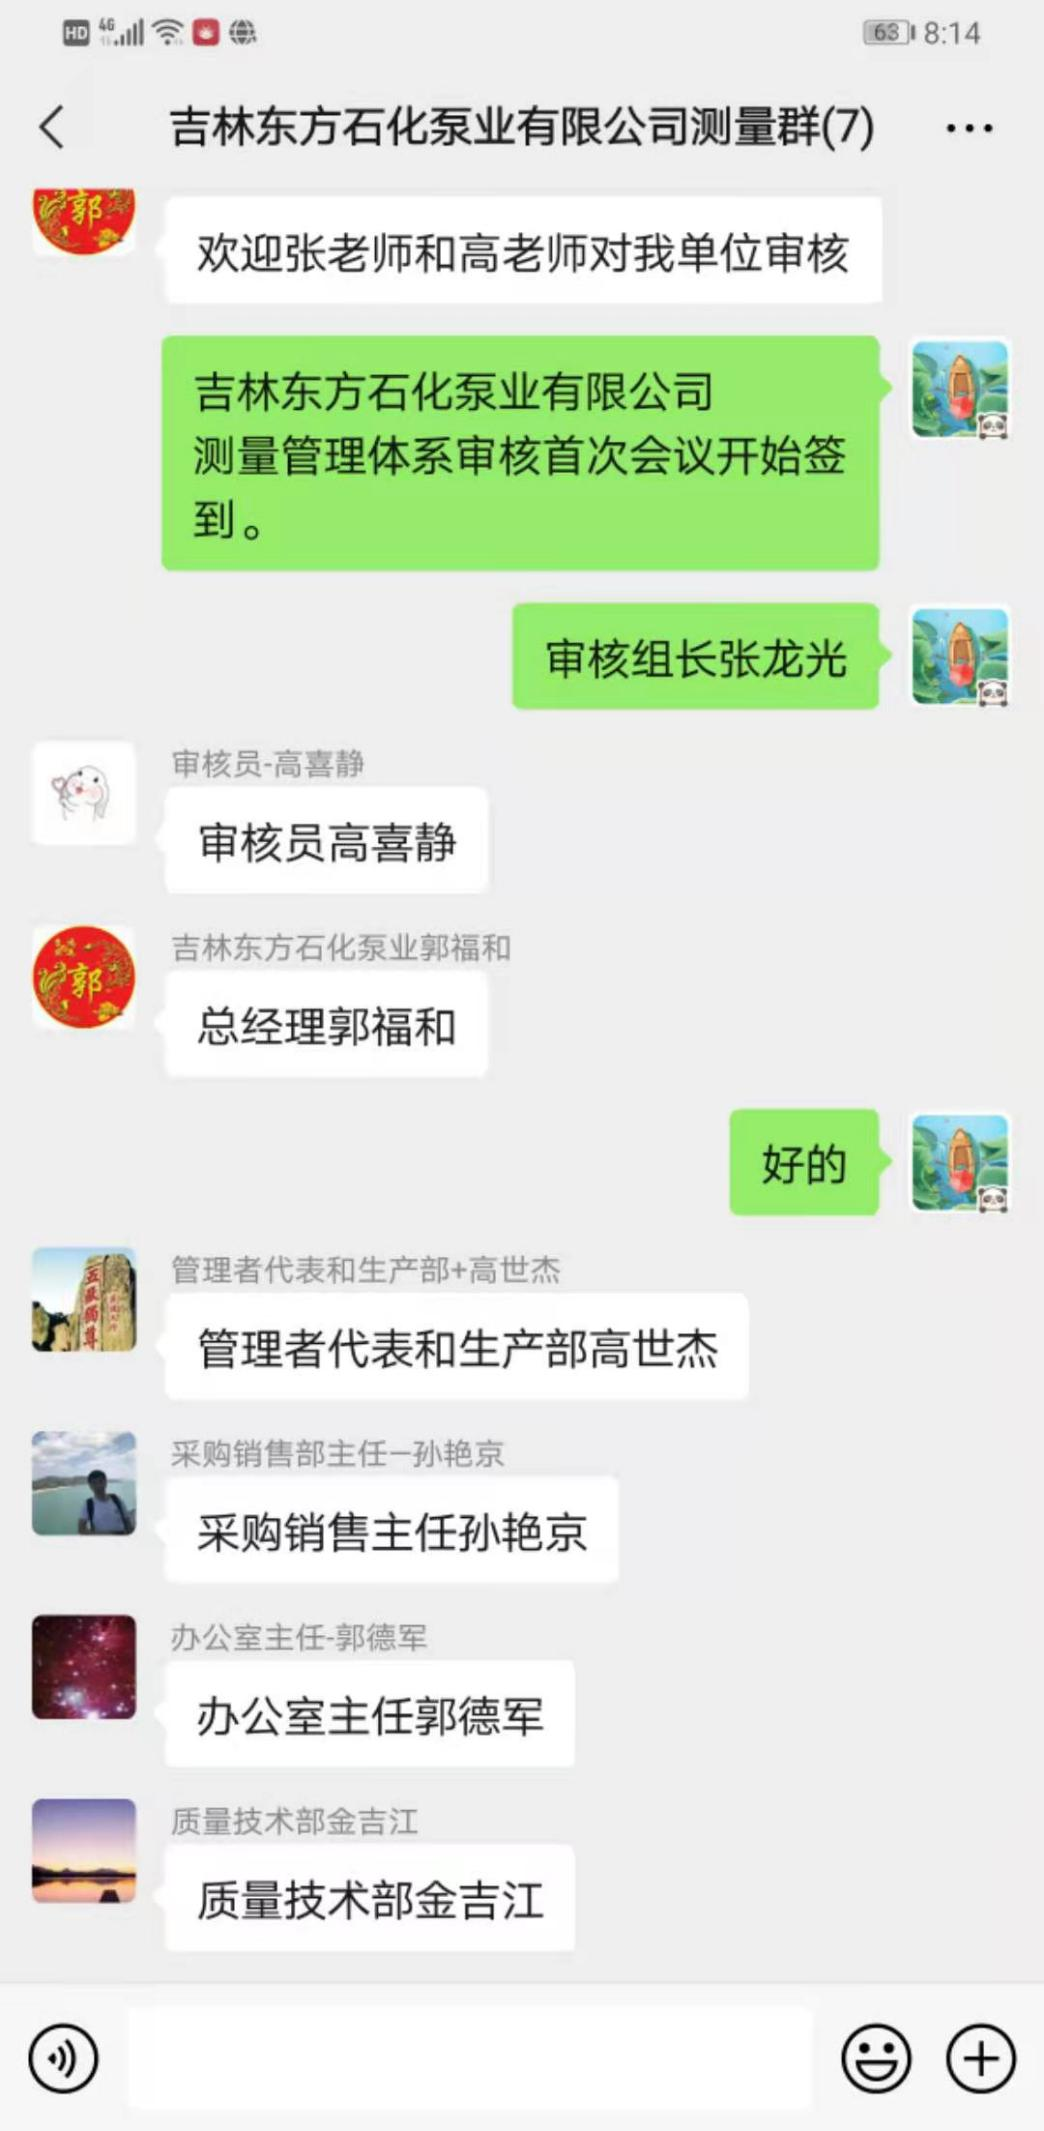 HD 4G 63 8:14
吉林东方石化泵业有限公司测量群(7)
郭
欢迎张老师和高老师对我单位审核
吉林东方石化泵业有限公司
测量管理体系审核首次会议开始签
到。
审核组长张龙光
审核员-高喜静
审核员高喜静
吉林东方石化泵业郭福和
郭
总经理郭福和
好的
管理者代表和生产部+高世杰
五嶽獨尊
管理者代表和生产部高世杰
采购销售部主任—孙艳京
采购销售主任孙艳京
办公室主任-郭德军
办公室主任郭德军
质量技术部金吉江
质量技术部金吉江